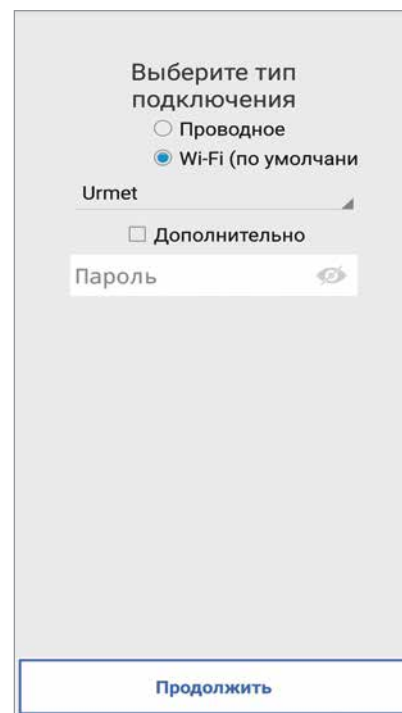 Выберите тип
подключения
Проводное
Wi-Fi (по умолчани
Urmet
Дополнительно
Пароль
Продолжить